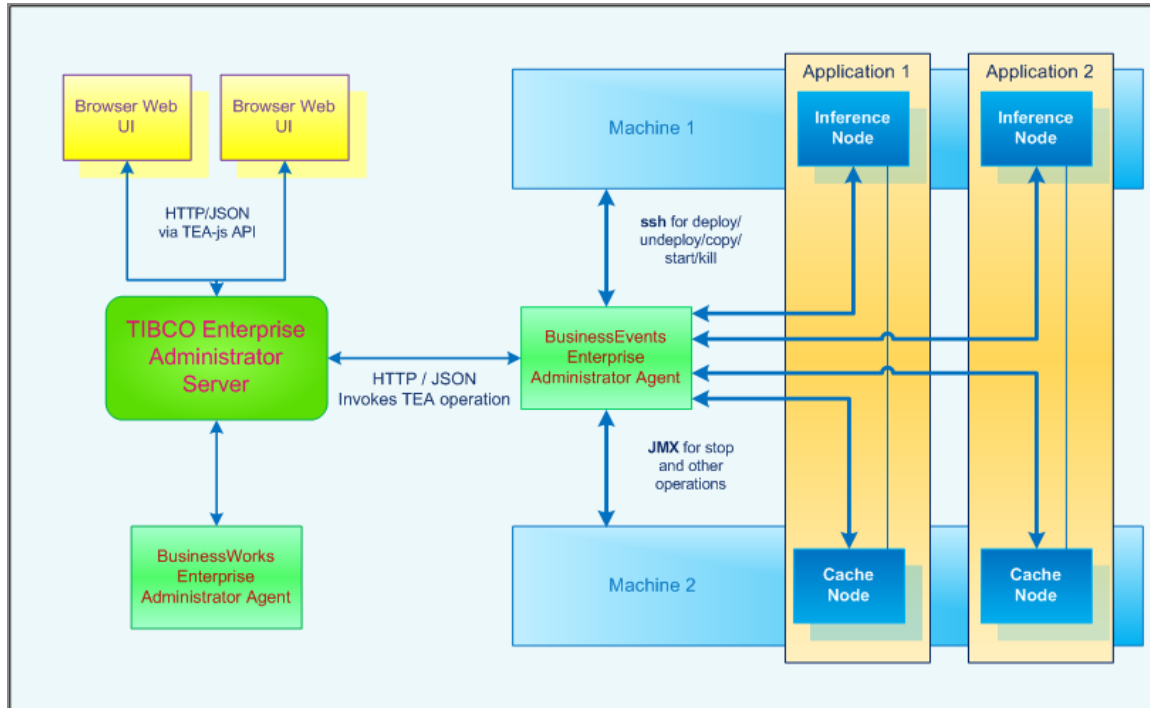 Browser Web
UI
Browser Web
UI
HTTP/JSON
via TEA-js API
TIBCO Enterprise
Administrator
Server
HTTP / JSON
Invokes TEA operation
BusinessWorks
Enterprise
Administrator Agent
Machine 1
ssh for deploy/
undeploy/copy/
start/kill
BusinessEvents
Enterprise
Administrator Agent
JMX for stop
and other
operations
Machine 2
Application 1
Inference
Node
Cache
Node
Application 2
Inference
Node
Cache
Node